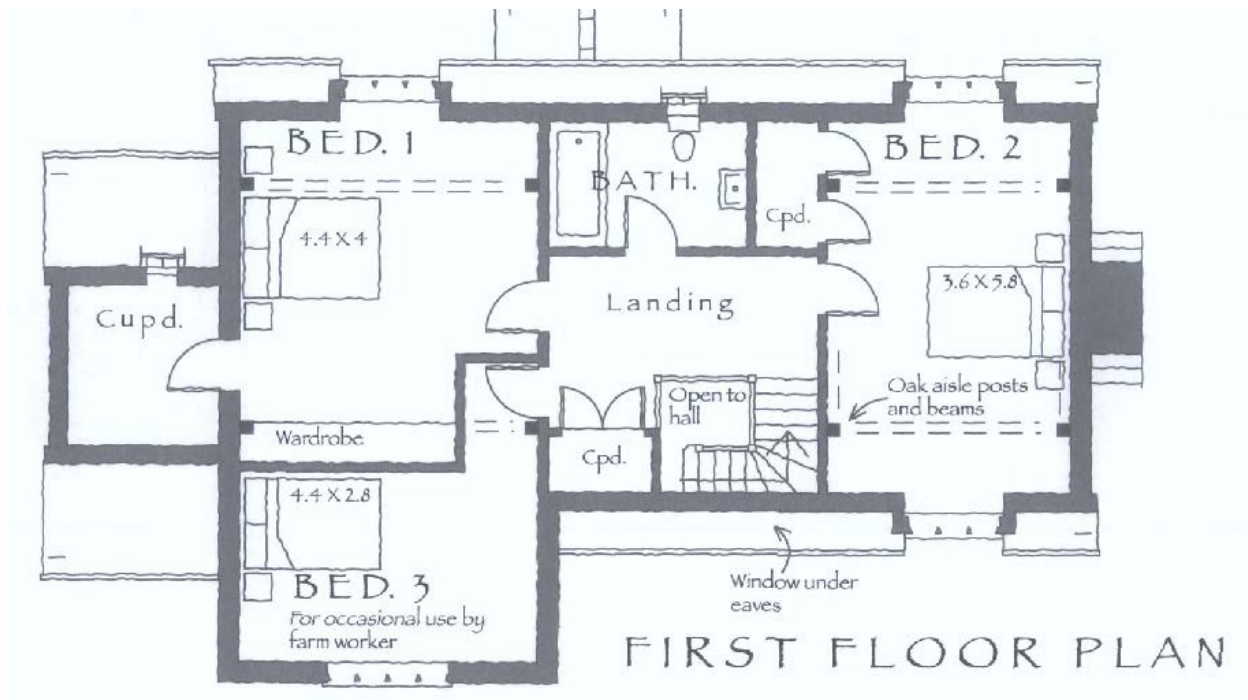 BED. 1
BED. 2
BATH.
Cpd.
4.4 X 4
3.6 X 5.8
Cupd.
Landing
Oak aisle posts
and beams
Open to
hall
Wardrobe
Cpd.
4.4 X 2.8
BED. 3
For occasional use by
farm worker
Window under
eaves
FIRST FLOOR PLAN